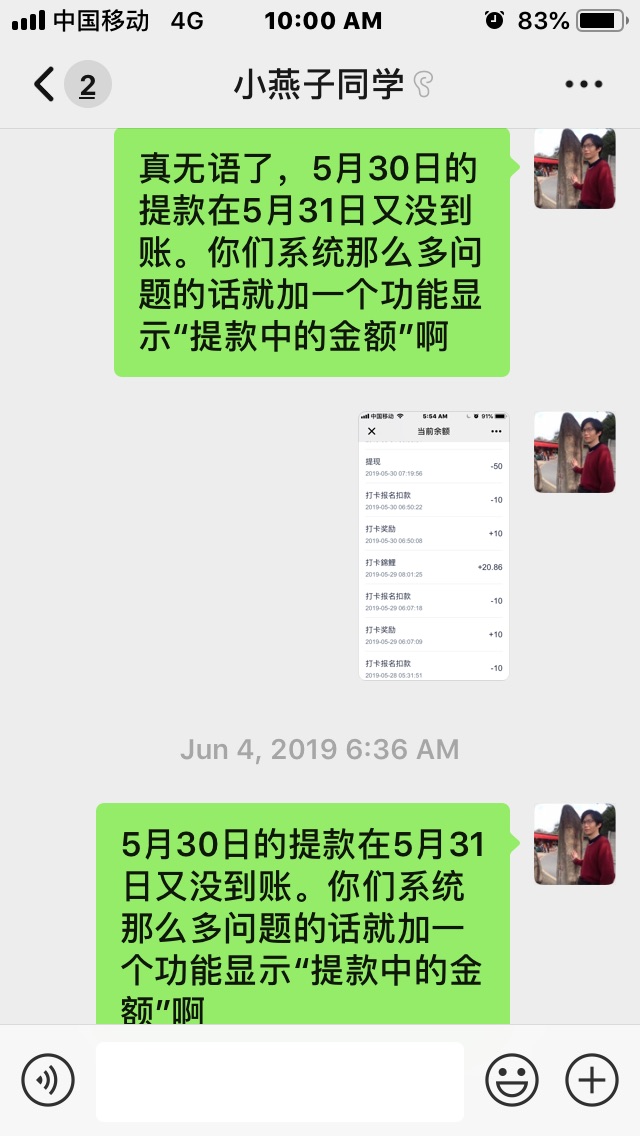 中国移动 4G 10:00 AM 83%
2 小燕子同学
真无语了，5月30日的
提款在5月31日又没到
账。你们系统那么多问
题的话就加一个功能显
示“提款中的金额”啊
中国移动 5:54 AM 91%
当前余额
提现 -50
2019-05-30 07:19:56
打卡报名扣款 -10
2019-05-30 06:50:22
打卡奖励 +10
2019-05-30 06:50:08
打卡錦鯉 +20.86
2019-05-29 08:01:25
打卡报名扣款 -10
2019-05-29 06:07:18
打卡奖励 +10
2019-05-29 06:07:09
打卡报名扣款 -10
2019-05-28 05:31:51
Jun 4, 2019 6:36 AM
5月30日的提款在5月31
日又没到账。你们系统
那么多问题的话就加一
个功能显示“提款中的金
额”啊